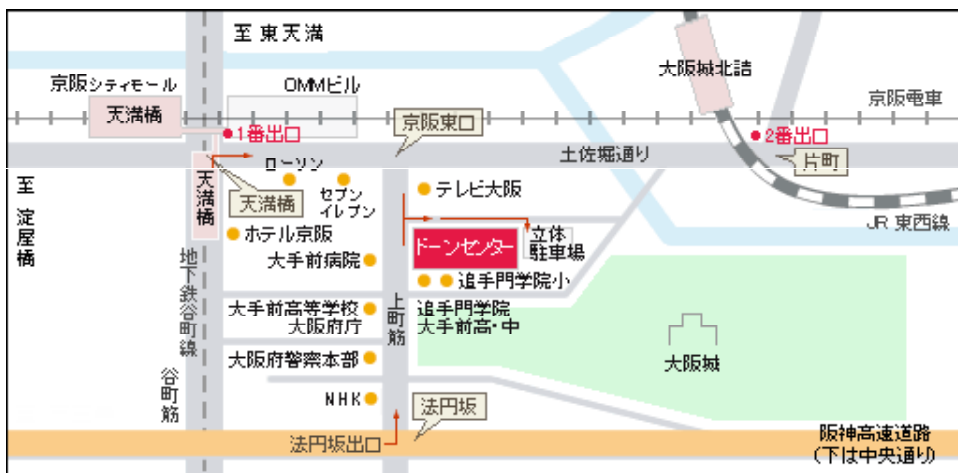 至 東天満
大阪城北詰
京阪シティモール
OMMビル
京阪電車
天満橋
1番出口
京阪東口
2番出口
土佐堀通り
片町
ローソン
天満橋
天満橋
セブン
イレブン
テレビ大阪
至 淀屋橋
ホテル京阪
JR 東西線
ドーンセンター
立体
駐車場
地下鉄谷町線
大手前病院
追手門学院小
大手前高等学校
大阪府庁
上町筋
追手門学院
大手前高・中
大阪府警察本部
大阪城
谷町筋
NHK
法円坂
法円坂出口
阪神高速道路
(下は中央通り)